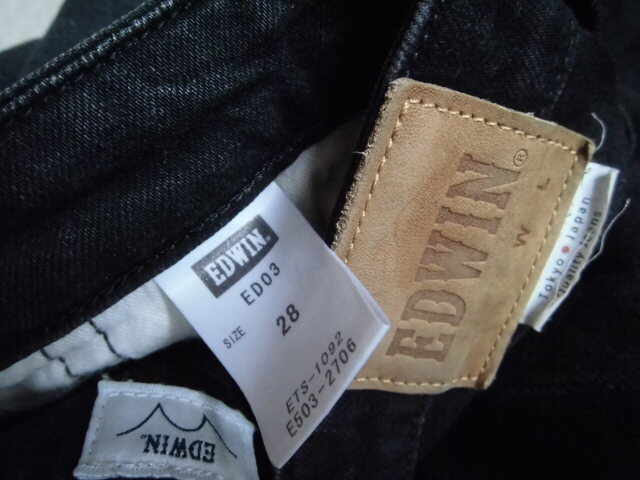 EDWIN®
ED03
SIZE 28
ETS-1092
E503-2706
EDWIN®
W L
Tokyo Japan
quality jeans
EDWIN